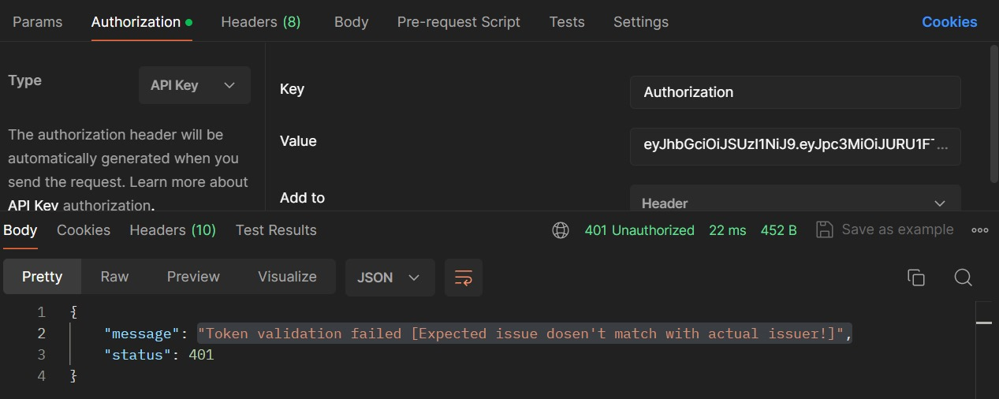 Params Authorization Headers (8) Body Pre-request Script Tests Settings Cookies
Type API Key
The authorization header will be
automatically generated when you
send the request. Learn more about
API Key authorization.
Key Authorization
Value eyJhbGciOiJSUzI1NiJ9.eyJpc3MiOiJURU1F ...
Add to Header
Body Cookies Headers (10) Test Results 401 Unauthorized 22 ms 452 B Save as example
Pretty Raw Preview Visualize JSON
1 {
2 "message": "Token validation failed [Expected issue dosen't match with actual issuer!]",
3 "status": 401
4 }